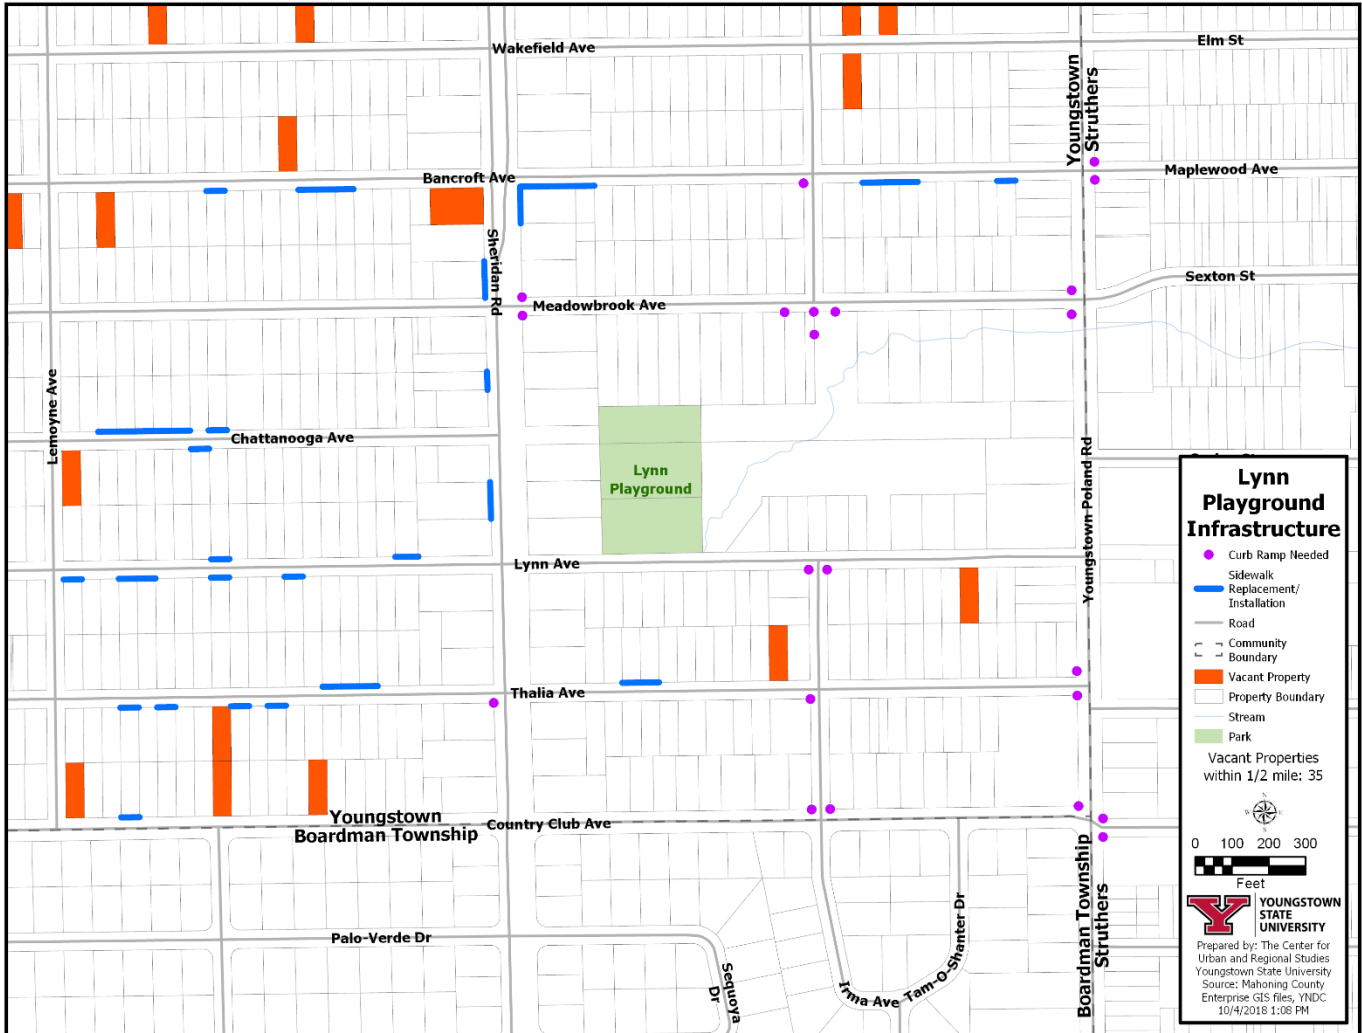 Wakefield Ave
Elm St
Youngstown
Struthers
Bancroft Ave
Maplewood Ave
Sheridan Rd
Meadowbrook Ave
Sexton St
Lemoyne Ave
Chattanooga Ave
Lynn
Playground
Youngstown Poland Rd
Lynn Ave
Thalia Ave
Youngstown
Boardman Township
Country Club Ave
Palo-Verde Dr
Sequoya
Dr
Irma Ave
Tam-O-Shanter Dr
Boardman Township
Struthers
Lynn
Playground
Infrastructure
Curb Ramp Needed
Sidewalk
Replacement/
Installation
Road
Community
Boundary
Vacant Property
Property Boundary
Stream
Park
Vacant Properties
within 1/2 mile: 35
N
W E
S
0 100 200 300
Feet
Y
YOUNGSTOWN
STATE
UNIVERSITY
Prepared by: The Center for
Urban and Regional Studies
Youngstown State University
Source: Mahoning County
Enterprise GIS files, YNDC
10/4/2018 1:08 PM